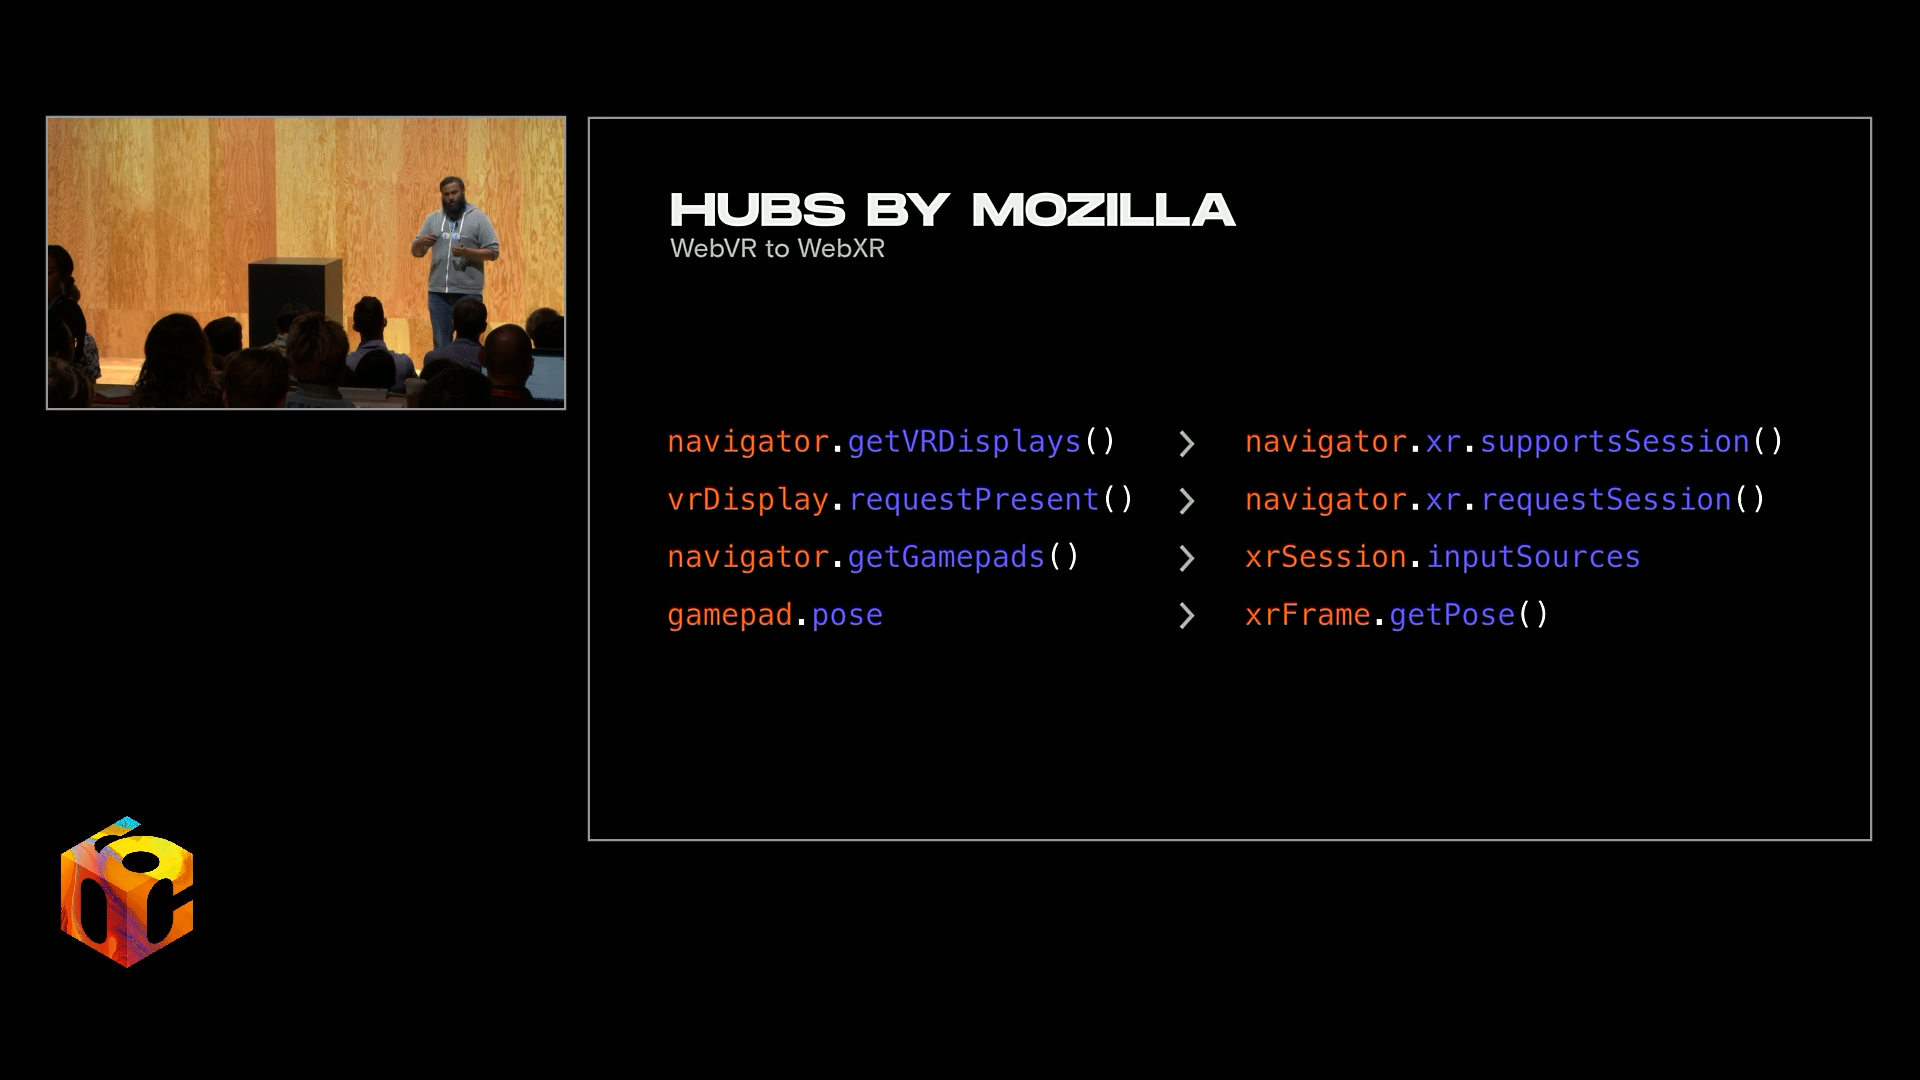 HUBS BY MOZILLA
WebVR to WebXR
navigator.getVRDisplays() > navigator.xr.supportsSession()
vrDisplay.requestPresent() > navigator.xr.requestSession()
navigator.getGamepads() > xrSession.inputSources
gamepad.pose > xrFrame.getPose()